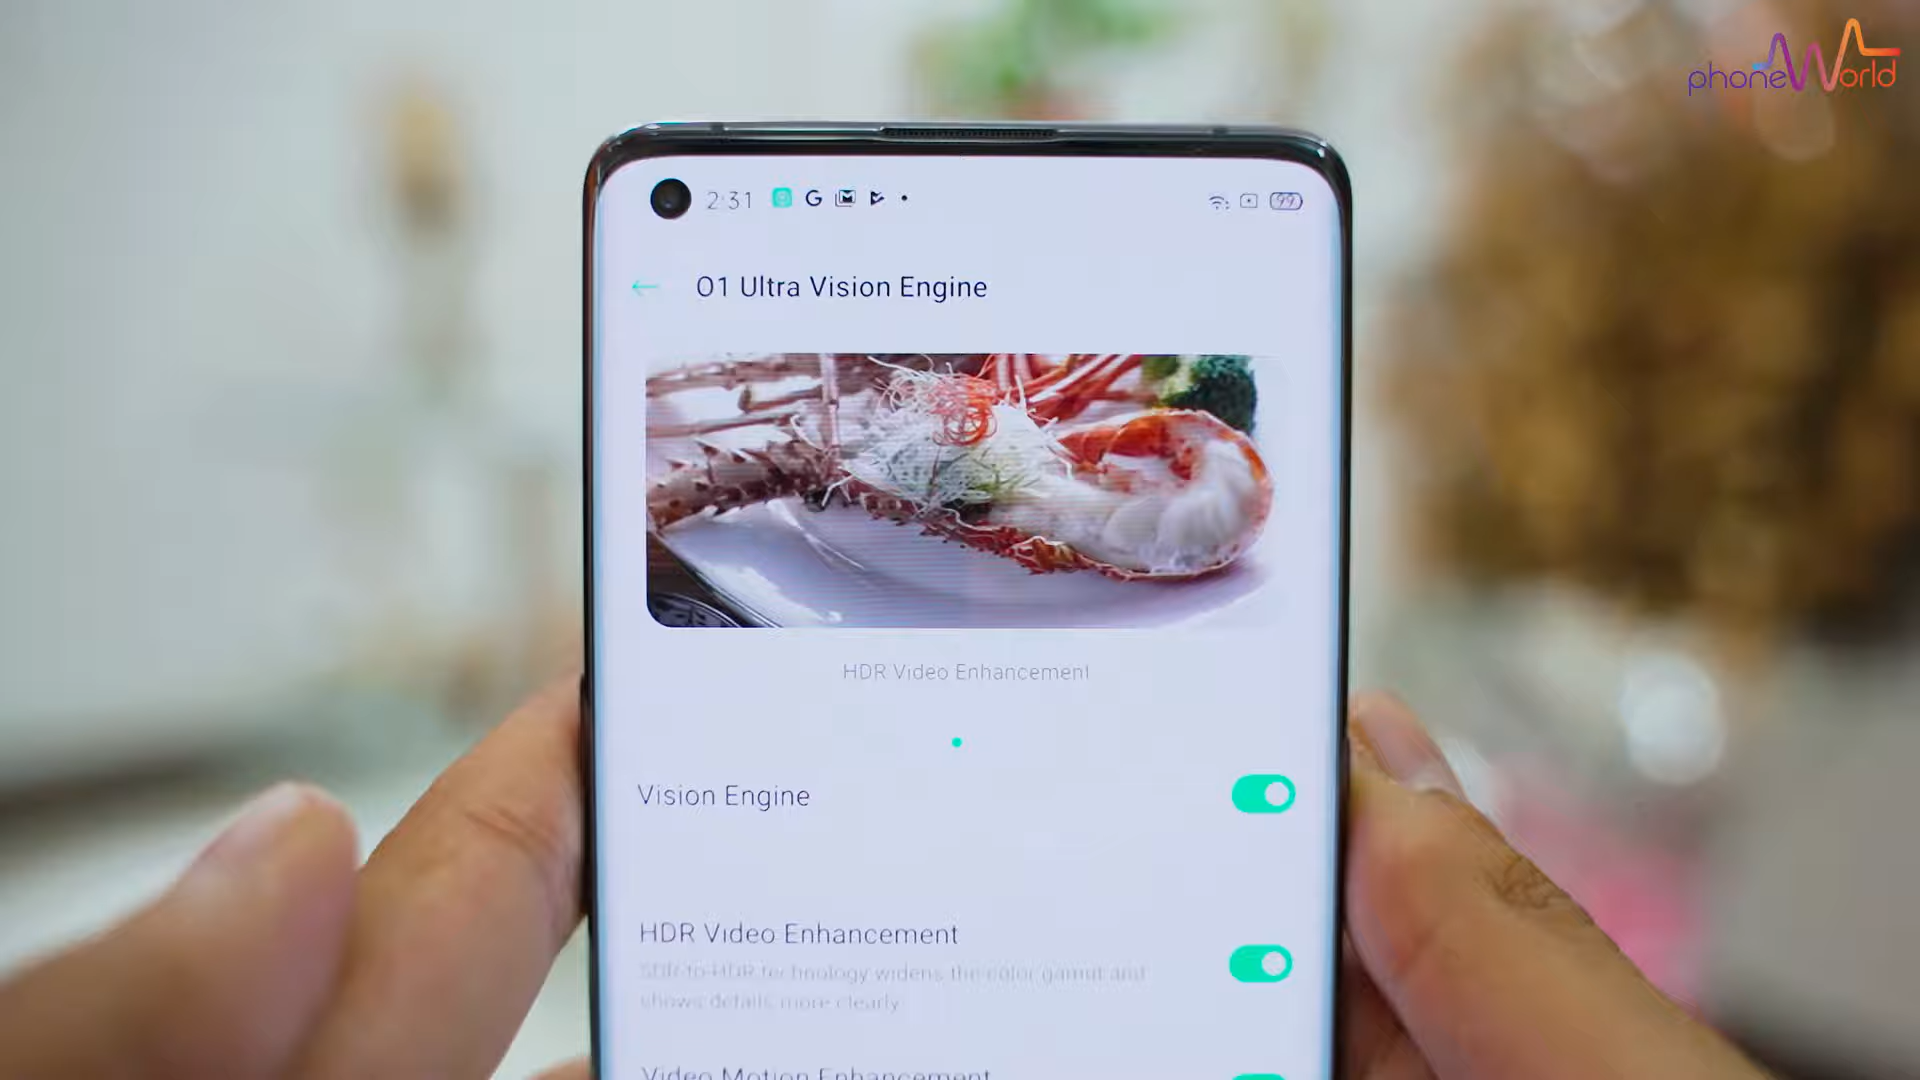 phoneWorld
2:31 G 99
O1 Ultra Vision Engine
HDR Video Enhancement
Vision Engine
HDR Video Enhancement
SDR-to-HDR technology widens the color gamut and
shows details more clearly
Video Motion Enhancement